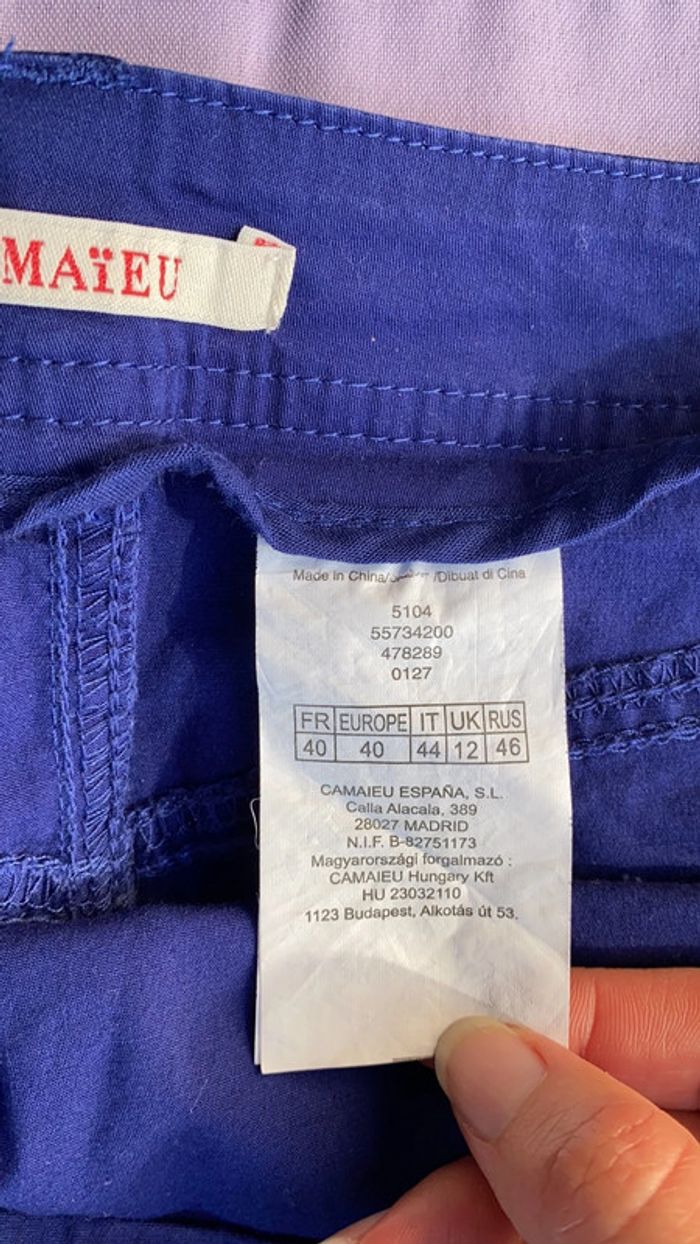 MAïEU
Made in China/ /Dibuat di Cina
5104
55734200
478289
0127
FR EUROPE IT UK RUS
40 40 44 12 46
CAMAIEU ESPAÑA, S.L.
Calla Alacala, 389
28027 MADRID
N.I.F. B-82751173
Magyarországi forgalmazó :
CAMAIEU Hungary Kft
HU 23032110
1123 Budapest, Alkotás út 53.